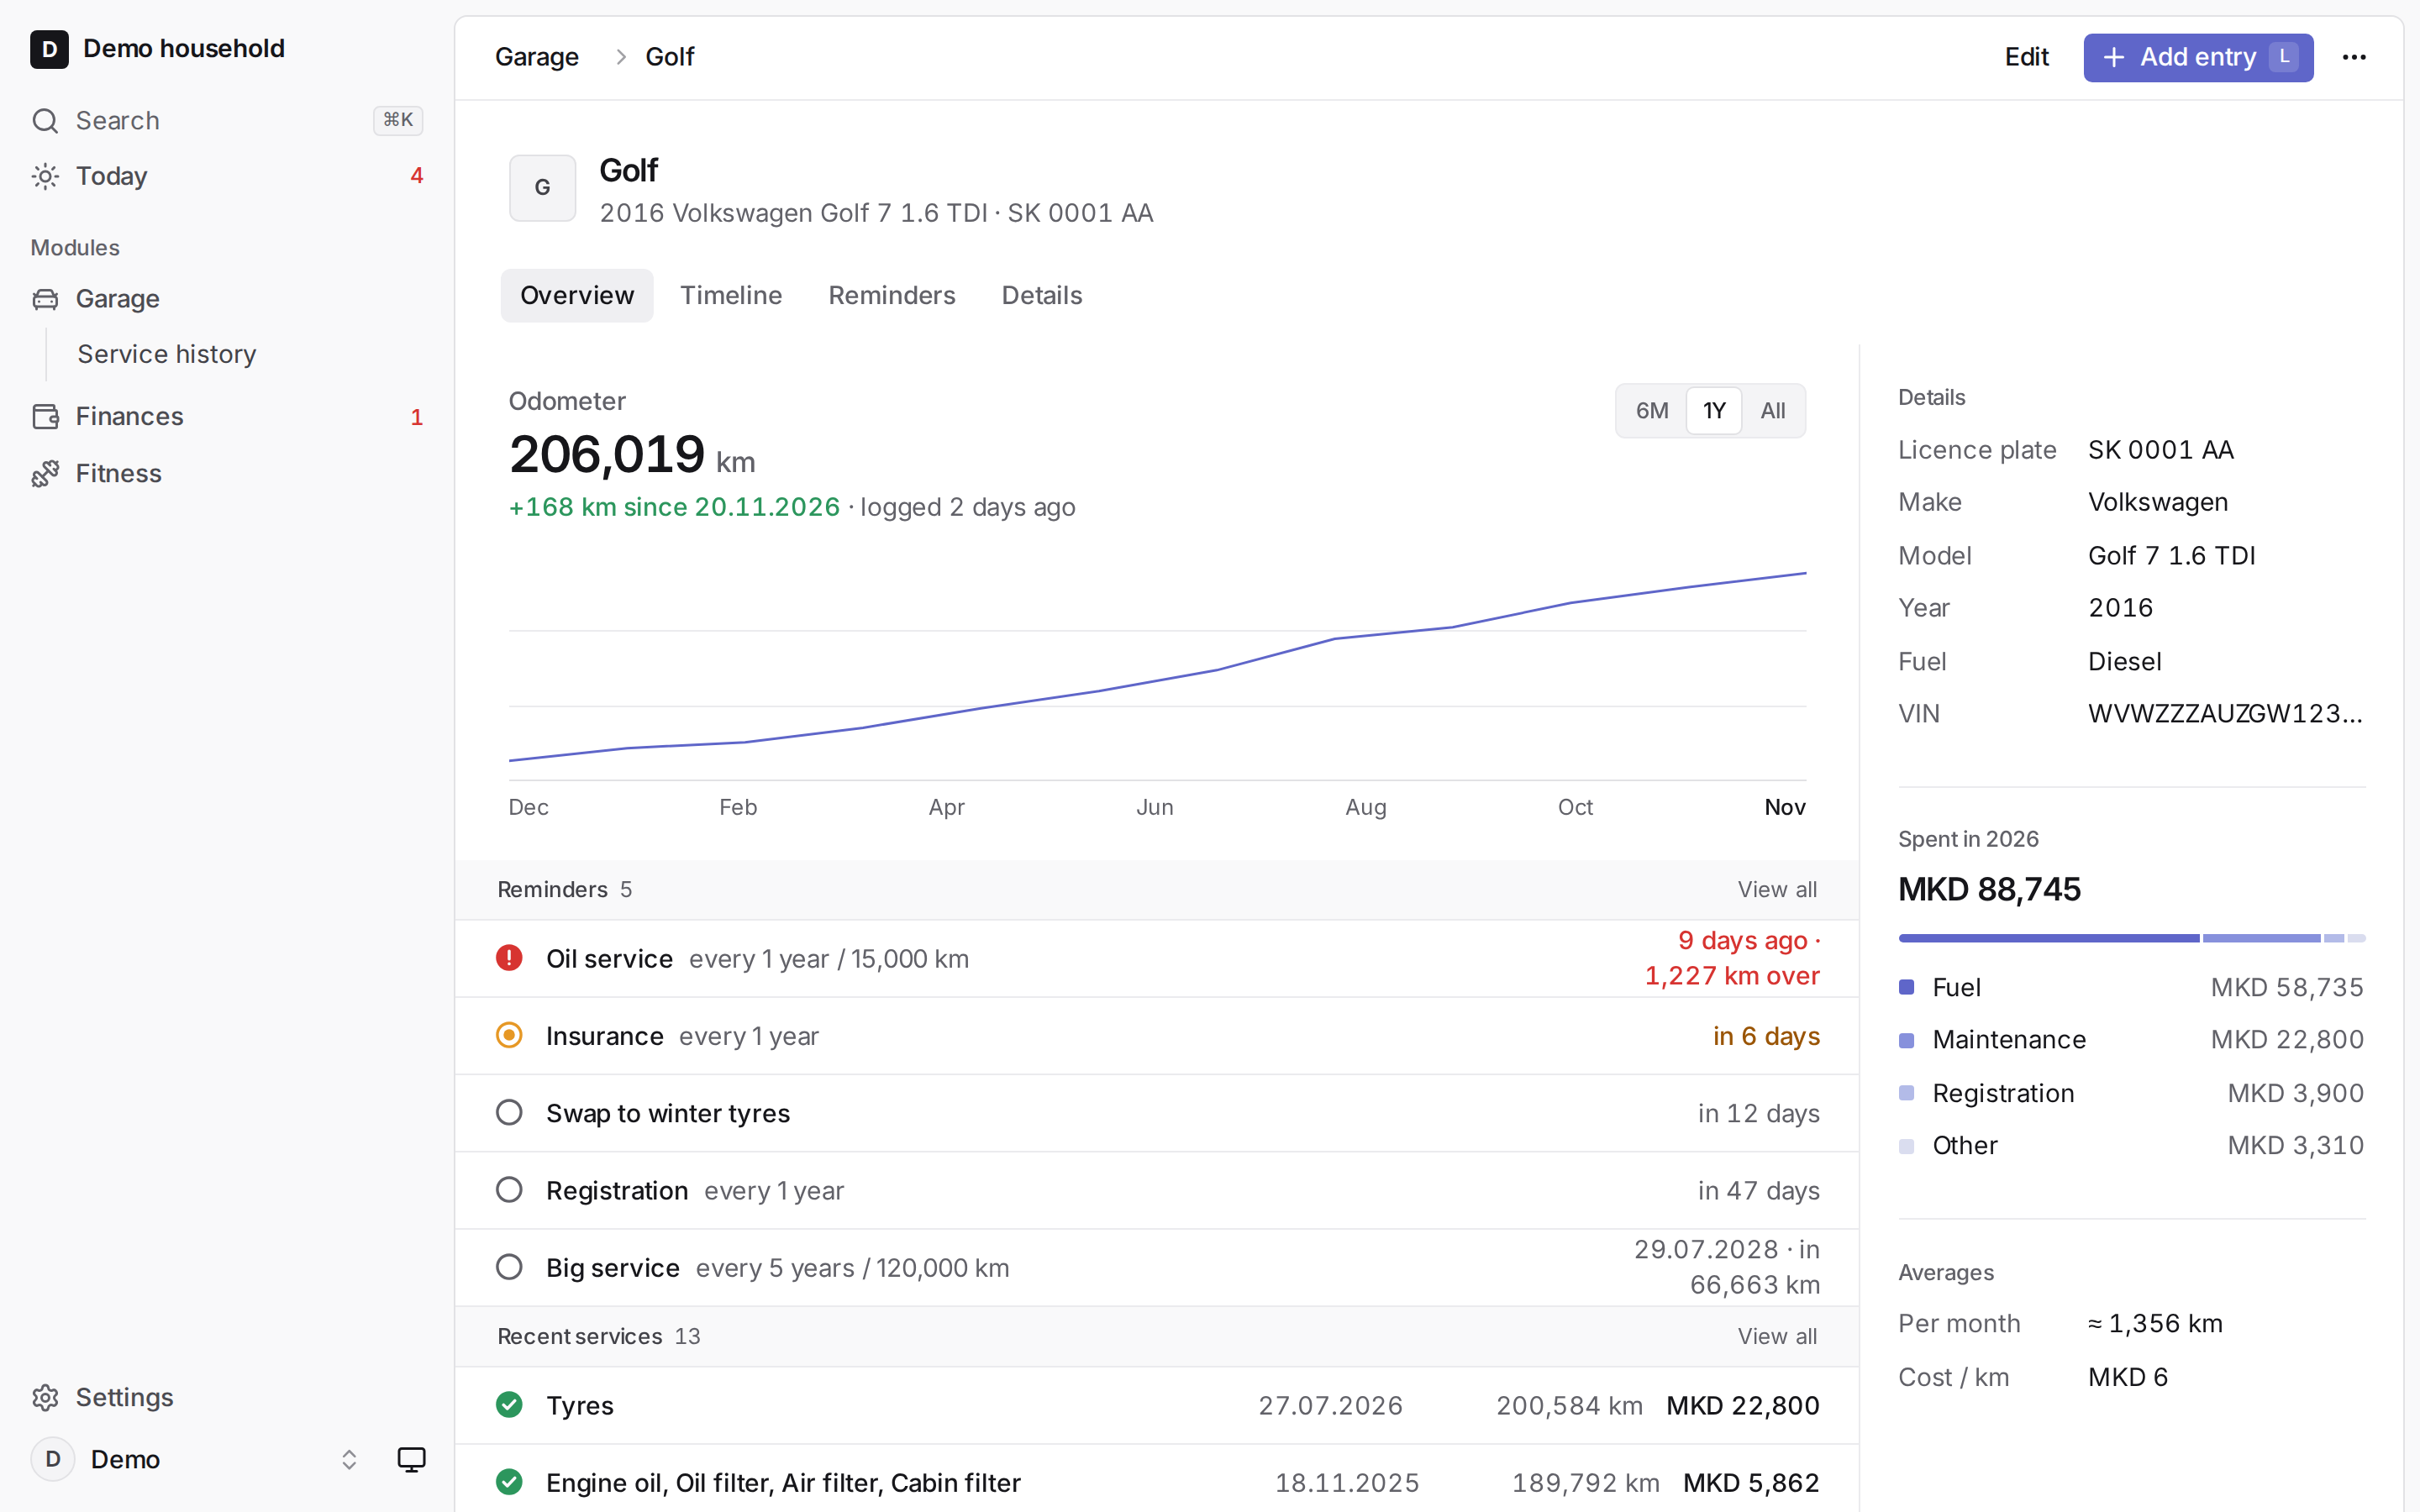 D Demo household
Search ⌘K
Today 4
Modules
Garage
Service history
Finances 1
Fitness
Settings
D Demo
Garage > Golf
Edit
+ Add entry L
G
Golf
2016 Volkswagen Golf 7 1.6 TDI · SK 0001 AA
Overview Timeline Reminders Details
Odometer
206,019 km
+168 km since 20.11.2026 · logged 2 days ago
6M 1Y All
Dec Feb Apr Jun Aug Oct Nov
Reminders 5 View all
Oil service every 1 year / 15,000 km 9 days ago ·
1,227 km over
Insurance every 1 year in 6 days
Swap to winter tyres in 12 days
Registration every 1 year in 47 days
Big service every 5 years / 120,000 km 29.07.2028 · in
66,663 km
Recent services 13 View all
Tyres 27.07.2026 200,584 km MKD 22,800
Engine oil, Oil filter, Air filter, Cabin filter 18.11.2025 189,792 km MKD 5,862
Details
Licence plate SK 0001 AA
Make Volkswagen
Model Golf 7 1.6 TDI
Year 2016
Fuel Diesel
VIN WVWZZZAUZGW123…
Spent in 2026
MKD 88,745
Fuel MKD 58,735
Maintenance MKD 22,800
Registration MKD 3,900
Other MKD 3,310
Averages
Per month ≈ 1,356 km
Cost / km MKD 6